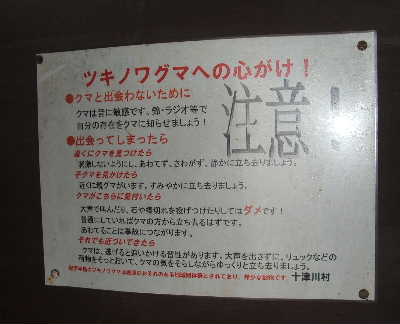 ツキノワグマへの心がけ！
●クマと出会わないために
クマは音に敏感です。鈴・ラジオ等で
自分の存在をクマに知らせましょう！
注意！
●出会ってしまったら
遠くにクマを見つけたら
刺激しないようにし、あわてず、さわがず、静かに立ち去りましょう。
子グマを見かけたら
近くに親グマがいます。すみやかに立ち去りましょう。
クマがこちらに気付いたら
大声で叫んだり、石や棒切れを投げつけたりしてはダメです！
普通にしていればクマの方から立ち去るはずです。
あわてることは事故につながります。
それでも近づいてきたら
クマは、逃げると追いかける習性があります。大声を出さずに、リュックなどの
荷物をそっとおいて、クマの気をそらしながらゆっくりと立ち去りましょう。
十津川村